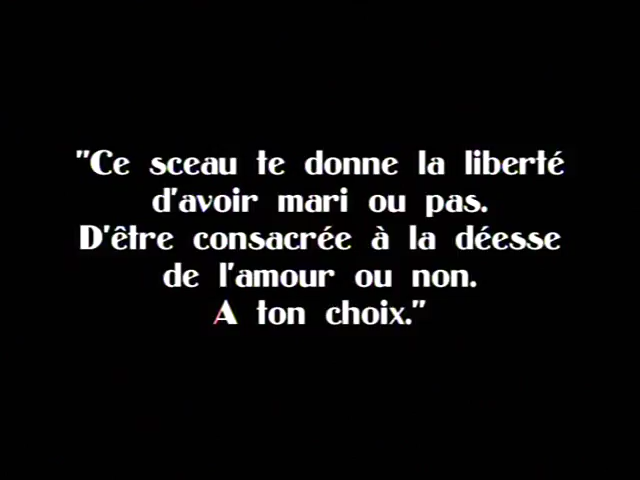 "Ce sceau te donne la liberté
d'avoir mari ou pas.
D'être consacrée à la déesse
de l'amour ou non.
A ton choix."